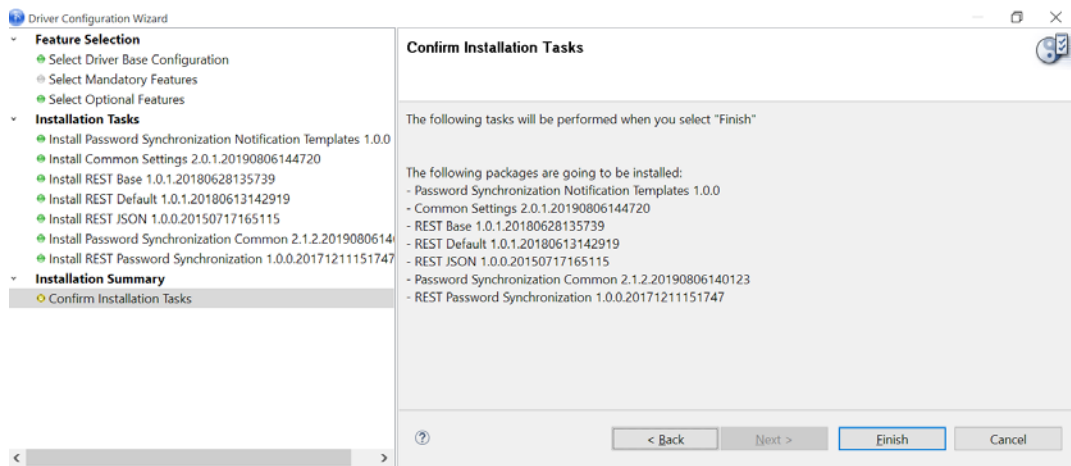 Driver Configuration Wizard
Feature Selection
Select Driver Base Configuration
Select Mandatory Features
Select Optional Features
Installation Tasks
Install Password Synchronization Notification Templates 1.0.0
Install Common Settings 2.0.1.20190806144720
Install REST Base 1.0.1.20180628135739
Install REST Default 1.0.1.20180613142919
Install REST JSON 1.0.0.20150717165115
Install Password Synchronization Common 2.1.2.2019080614
Install REST Password Synchronization 1.0.0.20171211151747
Installation Summary
Confirm Installation Tasks
Confirm Installation Tasks
The following tasks will be performed when you select "Finish"
The following packages are going to be installed:
- Password Synchronization Notification Templates 1.0.0
- Common Settings 2.0.1.20190806144720
- REST Base 1.0.1.20180628135739
- REST Default 1.0.1.20180613142919
- REST JSON 1.0.0.20150717165115
- Password Synchronization Common 2.1.2.20190806140123
- REST Password Synchronization 1.0.0.20171211151747
< Back Next > Finish Cancel